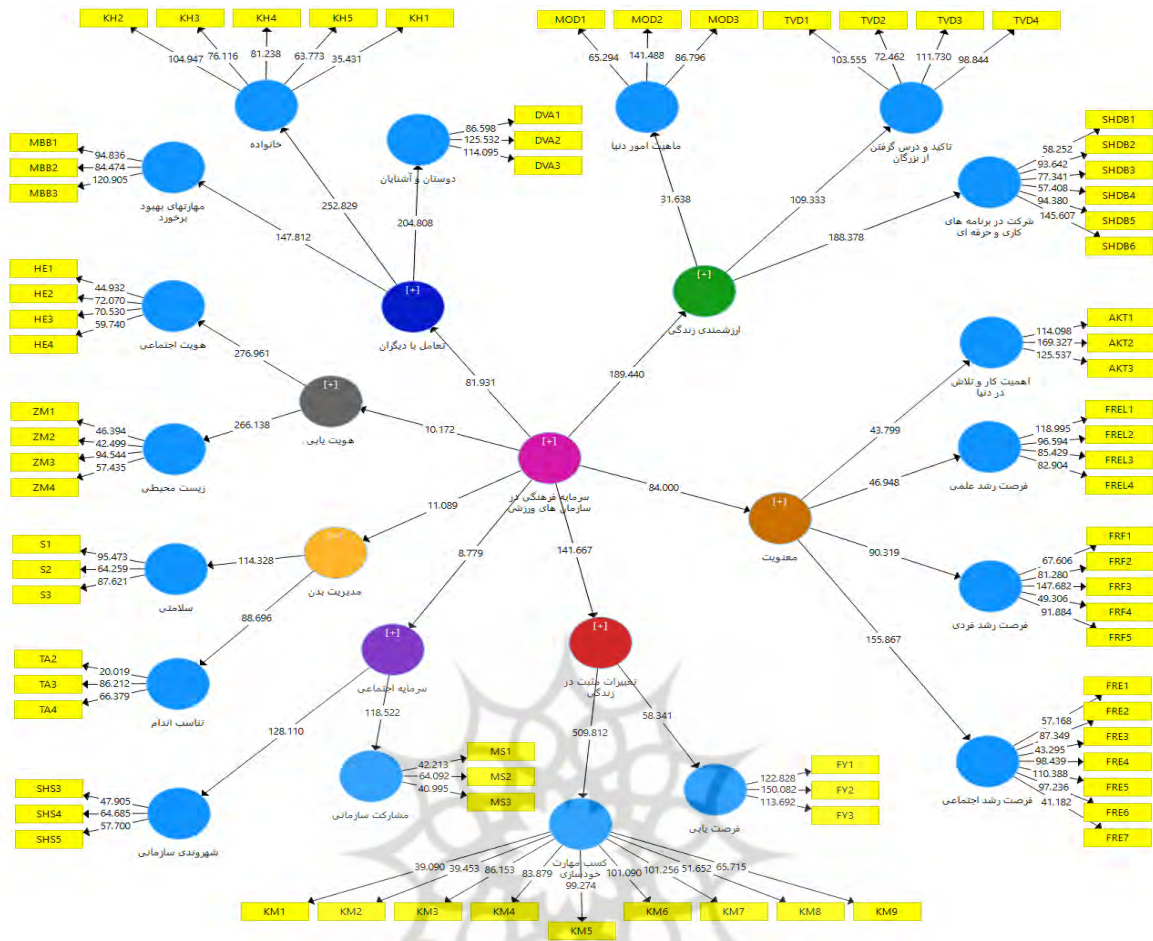 KH2
KH3
KH4
KH5
KH1
104.947
76.116
81.238
63.773
35.431
خانواده
MOD1
MOD2
MOD3
65.294
141.488
86.796
ماهیت امور دنیا
TVD1
TVD2
TVD3
TVD4
103.555
72.462
111.730
98.844
تاکید و درس گرفتن
از بزرگان
DVA1
DVA2
DVA3
86.598
125.532
114.095
دوستان و آشنایان
MBB1
MBB2
MBB3
94.836
84.474
120.905
مهارتهای بهبود
برخورد
SHDB1
SHDB2
SHDB3
SHDB4
SHDB5
SHDB6
58.252
93.642
77.341
57.408
94.380
145.607
شرکت در برنامه های
کاری و حرفه ای
252.829
204.808
147.812
31.638
109.333
188.378
[+]
تعامل با دیگران
[+]
ارزشمندی زندگی
HE1
HE2
HE3
HE4
44.932
72.070
70.530
59.740
هویت اجتماعی
276.961
81.931
189.440
AKT1
AKT2
AKT3
114.098
169.327
125.537
اهمیت کار و تلاش
در دنیا
[+]
هویت یابی
266.138
10.172
ZM1
ZM2
ZM3
ZM4
46.394
42.499
94.544
57.435
زیست محیطی
[+]
سرمایه فرهنگی در
سازمان های ورزشی
43.799
FREL1
FREL2
FREL3
FREL4
118.995
96.594
85.429
82.904
فرصت رشد علمی
46.948
84.000
[+]
معنویت
11.089
8.779
141.667
S1
S2
S3
95.473
64.259
87.621
سلامتی
114.328
[+]
مدیریت بدن
88.696
90.319
FRF1
FRF2
FRF3
FRF4
FRF5
67.606
81.280
147.682
49.306
91.884
فرصت رشد فردی
155.867
TA2
TA3
TA4
20.019
86.212
66.379
تناسب اندام
[+]
سرمایه اجتماعی
[+]
تغییرات مثبت در
زندگی
118.522
128.110
509.812
58.341
FRE1
FRE2
FRE3
FRE4
FRE5
FRE6
FRE7
57.168
87.349
43.295
98.439
110.388
97.236
41.182
فرصت رشد اجتماعی
SHS3
SHS4
SHS5
47.905
64.685
57.700
شهروندی سازمانی
MS1
MS2
MS3
42.213
64.092
40.995
مشارکت سازمانی
FY1
FY2
FY3
122.828
150.082
113.692
فرصت یابی
کسب مهارت
خودسازی
39.090
39.453
86.153
83.879
99.274
101.090
101.256
51.652
65.715
KM1
KM2
KM3
KM4
KM5
KM6
KM7
KM8
KM9